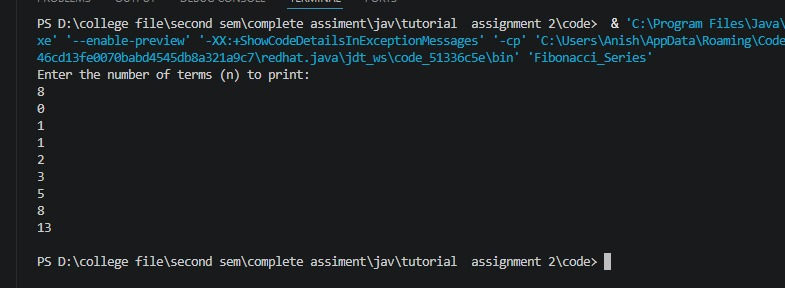 TERMINAL
PS D:\college file\second sem\complete assiment\jav\tutorial  assignment 2\code>  & 'C:\Program Files\Java\
xe' '--enable-preview' '-XX:+ShowCodeDetailsInExceptionMessages' '-cp' 'C:\Users\Anish\AppData\Roaming\Code
46cd13fe0070babd4545db8a321a9c7\redhat.java\jdt_ws\code_51336c5e\bin' 'Fibonacci_Series'
Enter the number of terms (n) to print:
8
0
1
1
2
3
5
8
13
PS D:\college file\second sem\complete assiment\jav\tutorial  assignment 2\code>